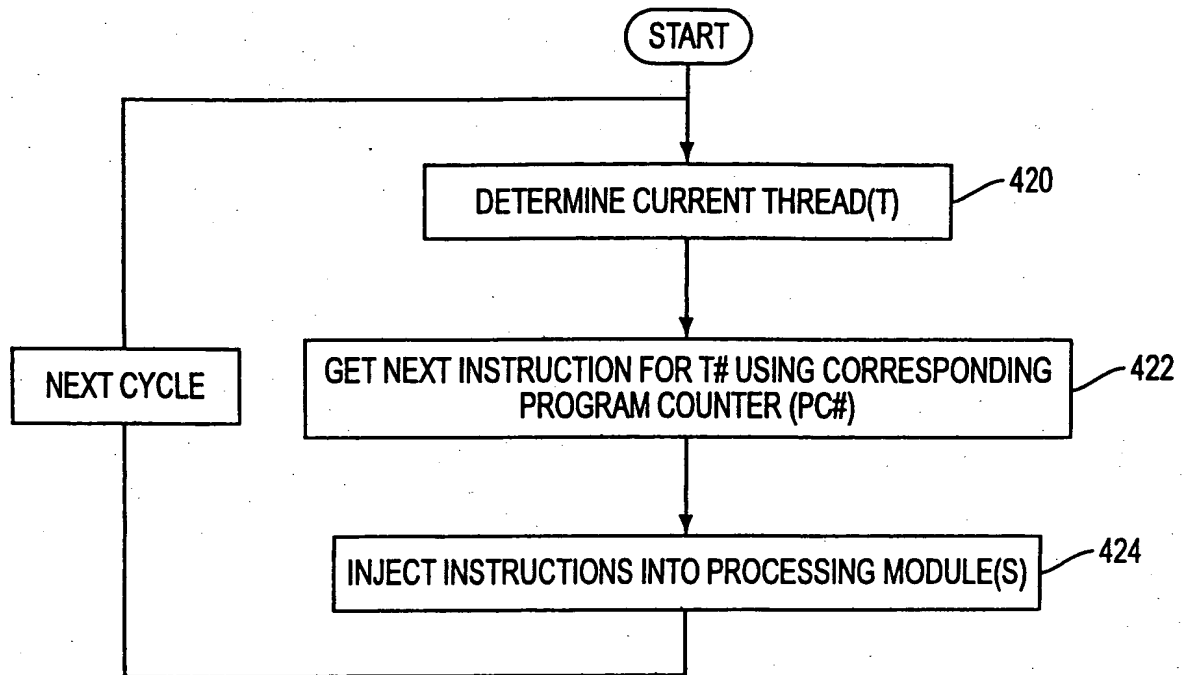 START
DETERMINE CURRENT THREAD(T)
420
NEXT CYCLE
GET NEXT INSTRUCTION FOR T# USING CORRESPONDING
PROGRAM COUNTER (PC#)
422
INJECT INSTRUCTIONS INTO PROCESSING MODULE(S)
424